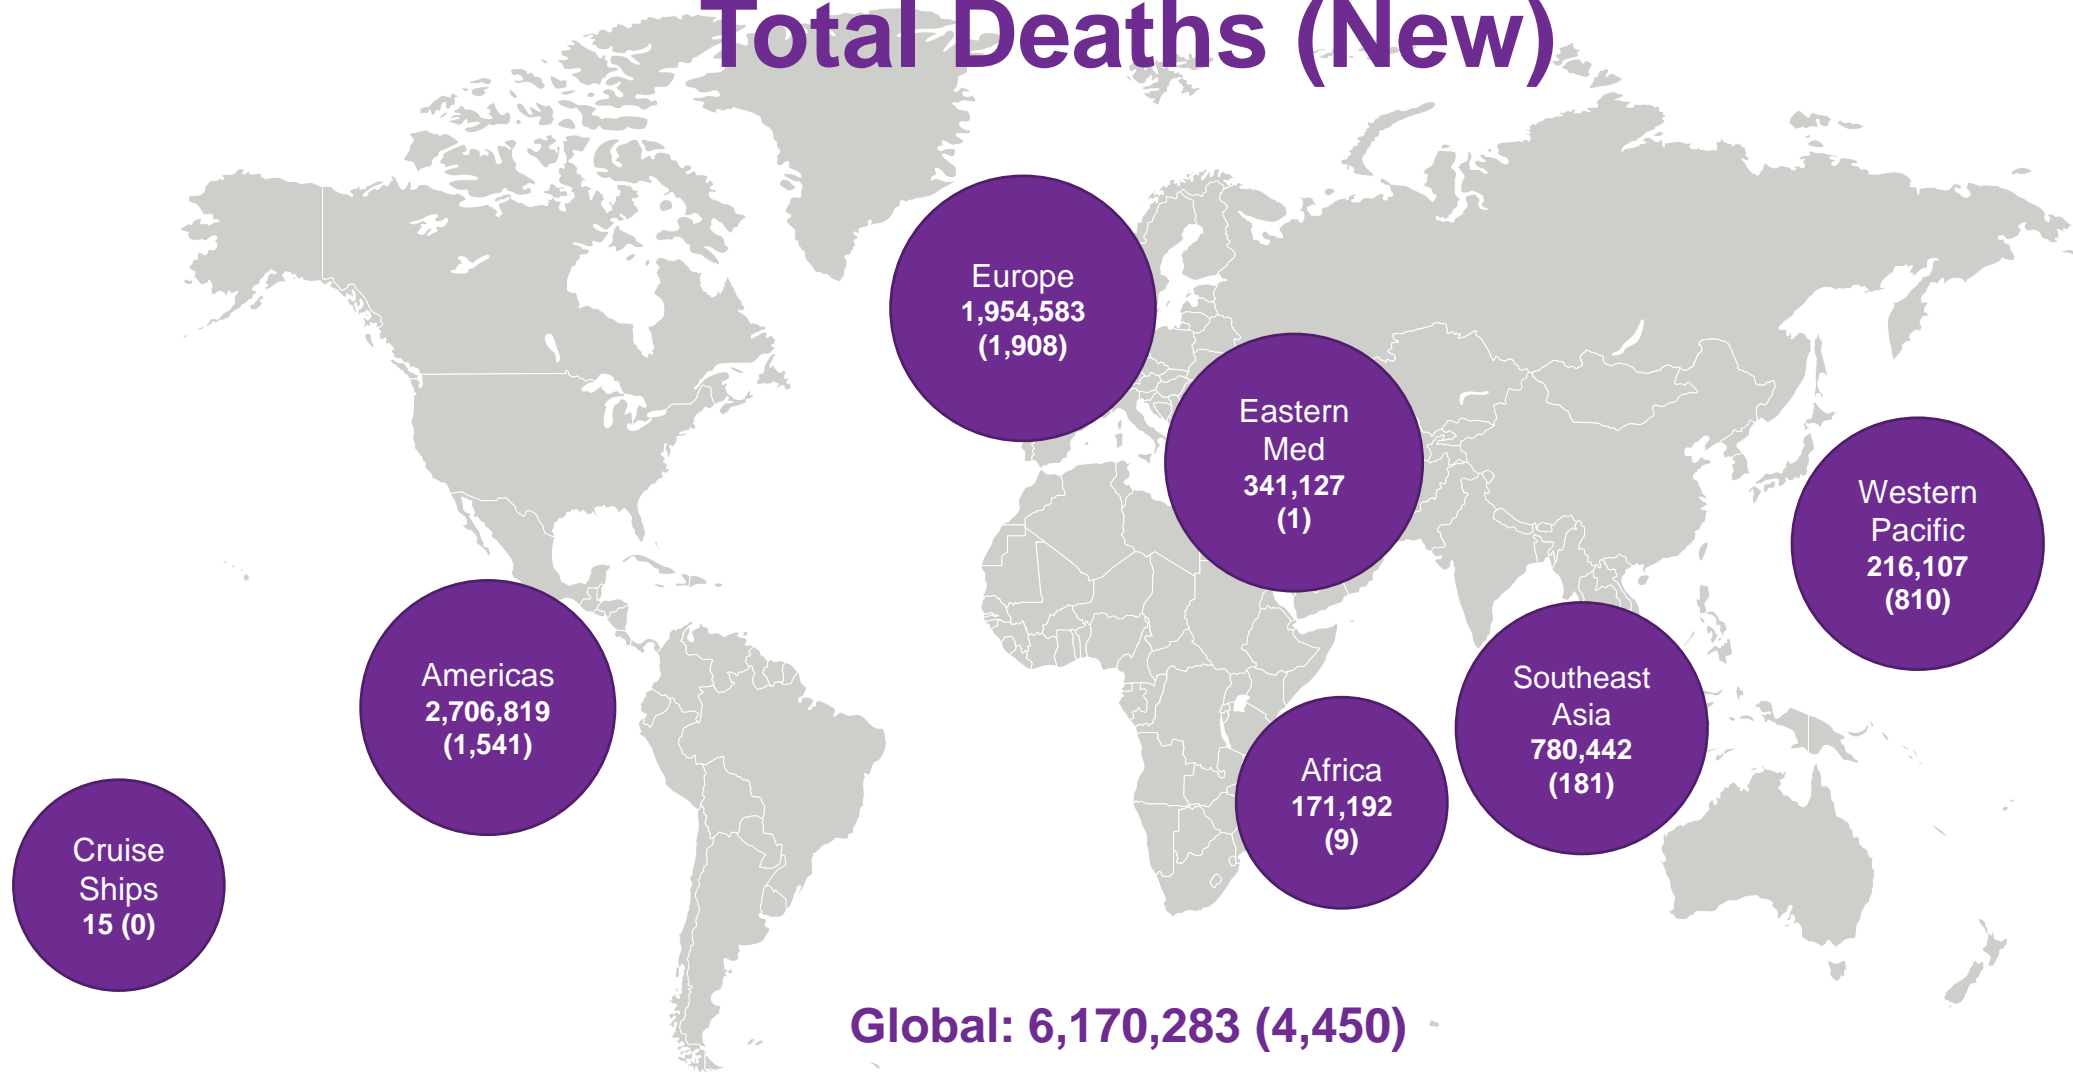 Total Deaths (New)
Europe
1,954,583
(1,908)
Eastern
Med
341,127
(1)
Western
Pacific
216,107
(810)
Americas
2,706,819
(1,541)
Southeast
Asia
780,442
(181)
Africa
171,192
(9)
Cruise
Ships
15 (0)
Global: 6,170,283 (4,450)